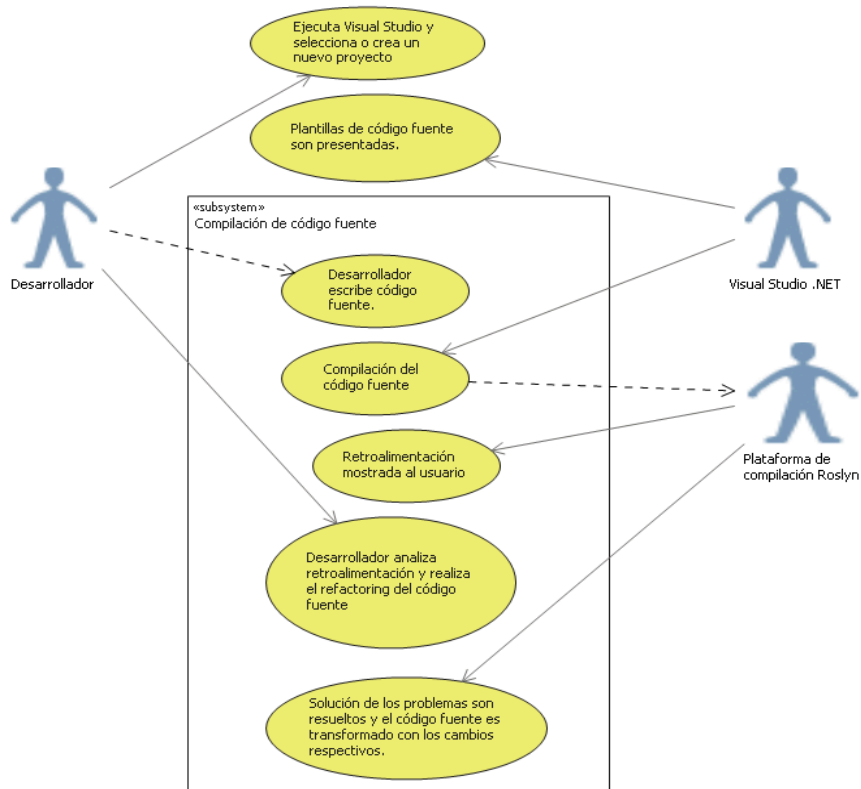 Ejecuta Visual Studio y
selecciona o crea un
nuevo proyecto
Plantillas de código fuente
son presentadas.
«subsystem»
Compilación de código fuente
Desarrollador
Visual Studio .NET
Desarrollador
escribe código
fuente.
Compilación del
código fuente
Retroalimentación
mostrada al usuario
Plataforma de
compilación Roslyn
Desarrollador analiza
retroalimentación y realiza
el refactoring del código
fuente
Solución de los problemas son
resueltos y el código fuente es
transformado con los cambios
respectivos.